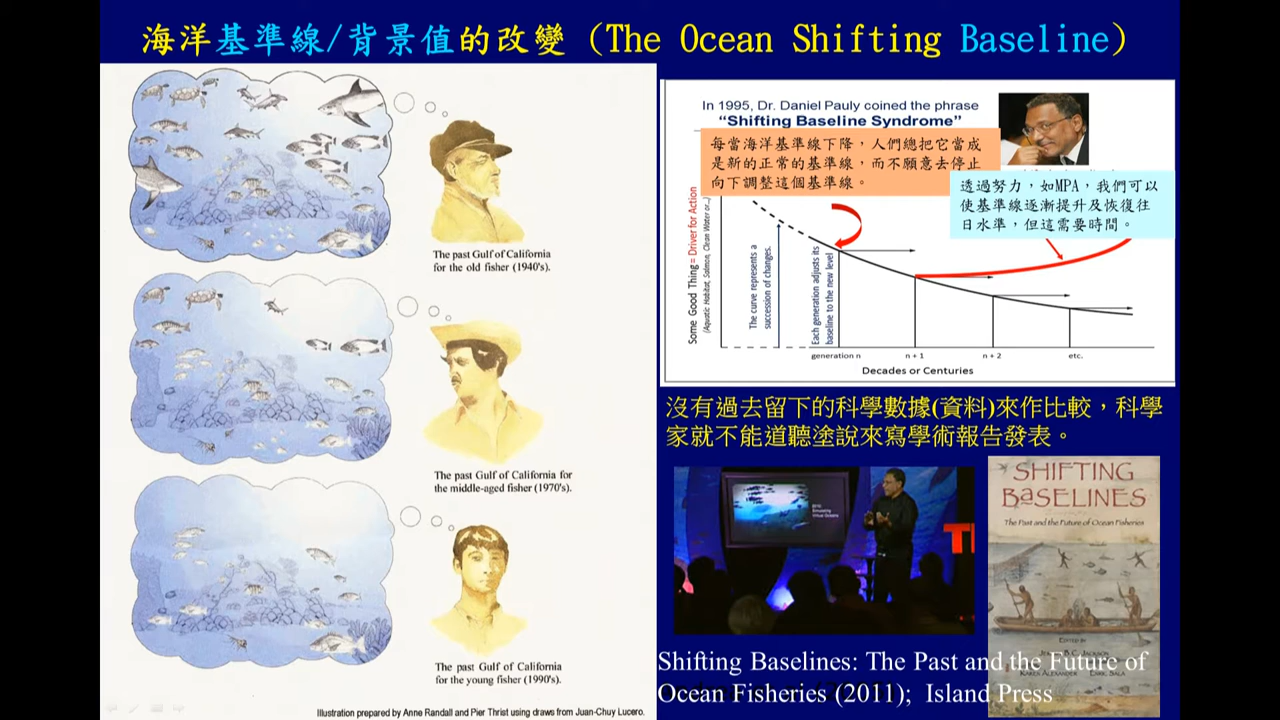 海洋基準線/背景值的改變 (The Ocean Shifting Baseline)
The past Gulf of California
for the old fisher (1940's).
The past Gulf of California for
the middle-aged fisher (1970's).
The past Gulf of California
for the young fisher (1990's).
Illustration prepared by Anne Randall and Pier Thrist using draws from Juan-Chuy Lucero.
In 1995, Dr. Daniel Pauly coined the phrase
“Shifting Baseline Syndrome”
每當海洋基準線下降，人們總把它當成
是新的正常的基準線，而不願意去停止
向下調整這個基準線。
透過努力，如MPA，我們可以
使基準線逐漸提升及恢復往
日水準，但這需要時間。
Some Good Thing = Driver for Action
(Aquatic Habitat, Salmon, Clean Water or...)
The curve represents a
succession of changes.
Each generation adjusts its
baseline to the new level
generation n
n + 1
n + 2
etc.
Decades or Centuries
沒有過去留下的科學數據(資料)來作比較，科學
家就不能道聽塗說來寫學術報告發表。
SHIFTING
BASELINES
The Past and the Future of Ocean Fisheries
EDITED BY
Shifting Baselines: The Past and the Future of
Ocean Fisheries (2011); Island Press